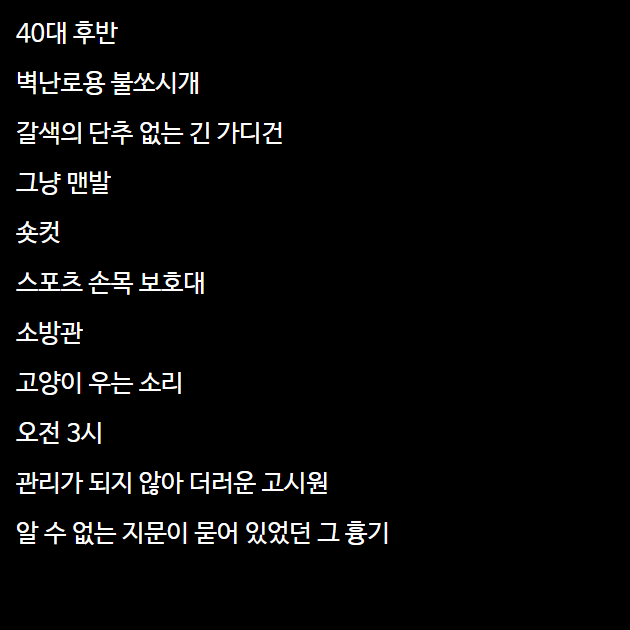 40대 후반
벽난로용 불쏘시개
갈색의 단추 없는 긴 가디건
그냥 맨발
숏컷
스포츠 손목 보호대
소방관
고양이 우는 소리
오전 3시
관리가 되지 않아 더러운 고시원
알 수 없는 지문이 묻어 있었던 그 흉기